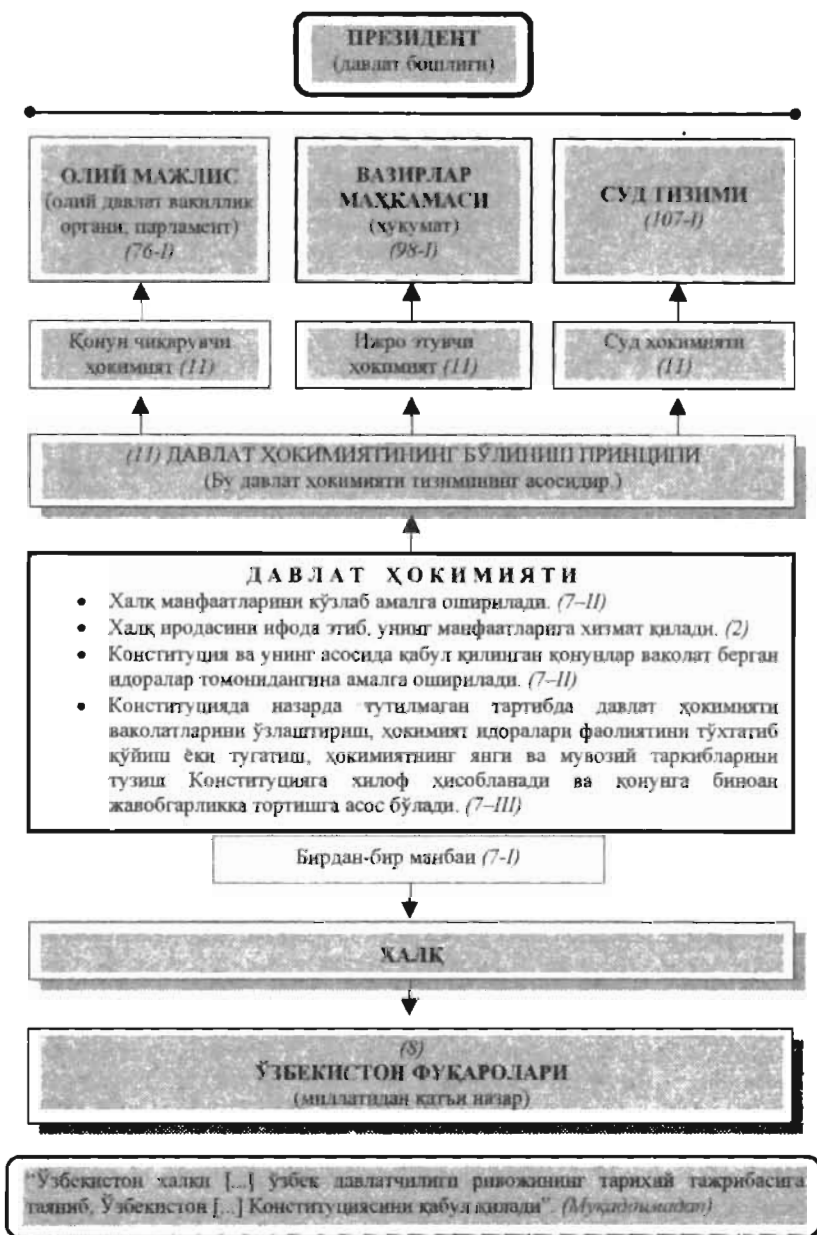 ПРЕЗИДЕНТ
(давлат бошлиғи)
ОЛИЙ МАЖЛИС
(олий давлат вакиллик
органи, парламент)
(76-I)
ВАЗИРЛАР
МАҲКАМАСИ
(ҳукумат)
(98-I)
СУД ТИЗИМИ
(107-I)
Қонун чиқарувчи
ҳокимият (11)
Ижро этувчи
ҳокимият (11)
Суд ҳокимияти
(11)
(11) ДАВЛАТ ҲОКИМИЯТИНИНГ БЎЛИНИШ ПРИНЦИПИ
(Бу давлат ҳокимияти тизимининг асосидир.)
ДАВЛАТ ҲОКИМИЯТИ
• Халқ манфаатларини кўзлаб амалга оширилади. (7–II)
• Халқ иродасини ифода этиб, унинг манфаатларига хизмат қилади. (2)
• Конституция ва унинг асосида қабул қилинган қонунлар ваколат берган
идоралар томонидангина амалга оширилади. (7–II)
• Конституцияда назарда тутилмаган тартибда давлат ҳокимияти
ваколатларини ўзлаштириш, ҳокимият идоралари фаолиятини тўхтатиб
қўйиш ёки тугатиш, ҳокимиятнинг янги ва мувозий таркибларини
тузиш Конституцияга хилоф ҳисобланади ва қонунга биноан
жавобгарликка тортишга асос бўлади. (7–III)
Бирдан-бир манбаи (7-I)
ХАЛҚ
(8)
ЎЗБЕКИСТОН ФУҚАРОЛАРИ
(миллатидан қатъи назар)
“Ўзбекистон халқи [...] ўзбек давлатчилиги ривожининг тарихий тажрибасига
таяниб, Ўзбекистон [...] Конституциясини қабул қилади”. (Муқаддимадан)